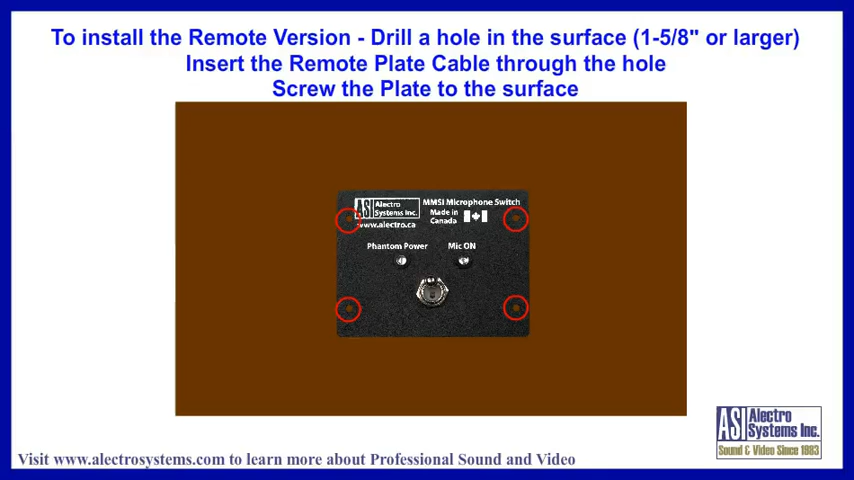 To install the Remote Version - Drill a hole in the surface (1-5/8" or larger)
Insert the Remote Plate Cable through the hole
Screw the Plate to the surface
ASI Alectro Systems Inc.
www.alectro.ca
MMSI Microphone Switch
Made in
Canada
Phantom Power
Mic ON
ASI Alectro
Systems Inc.
Sound & Video Since 1983
Visit www.alectrosystems.com to learn more about Professional Sound and Video